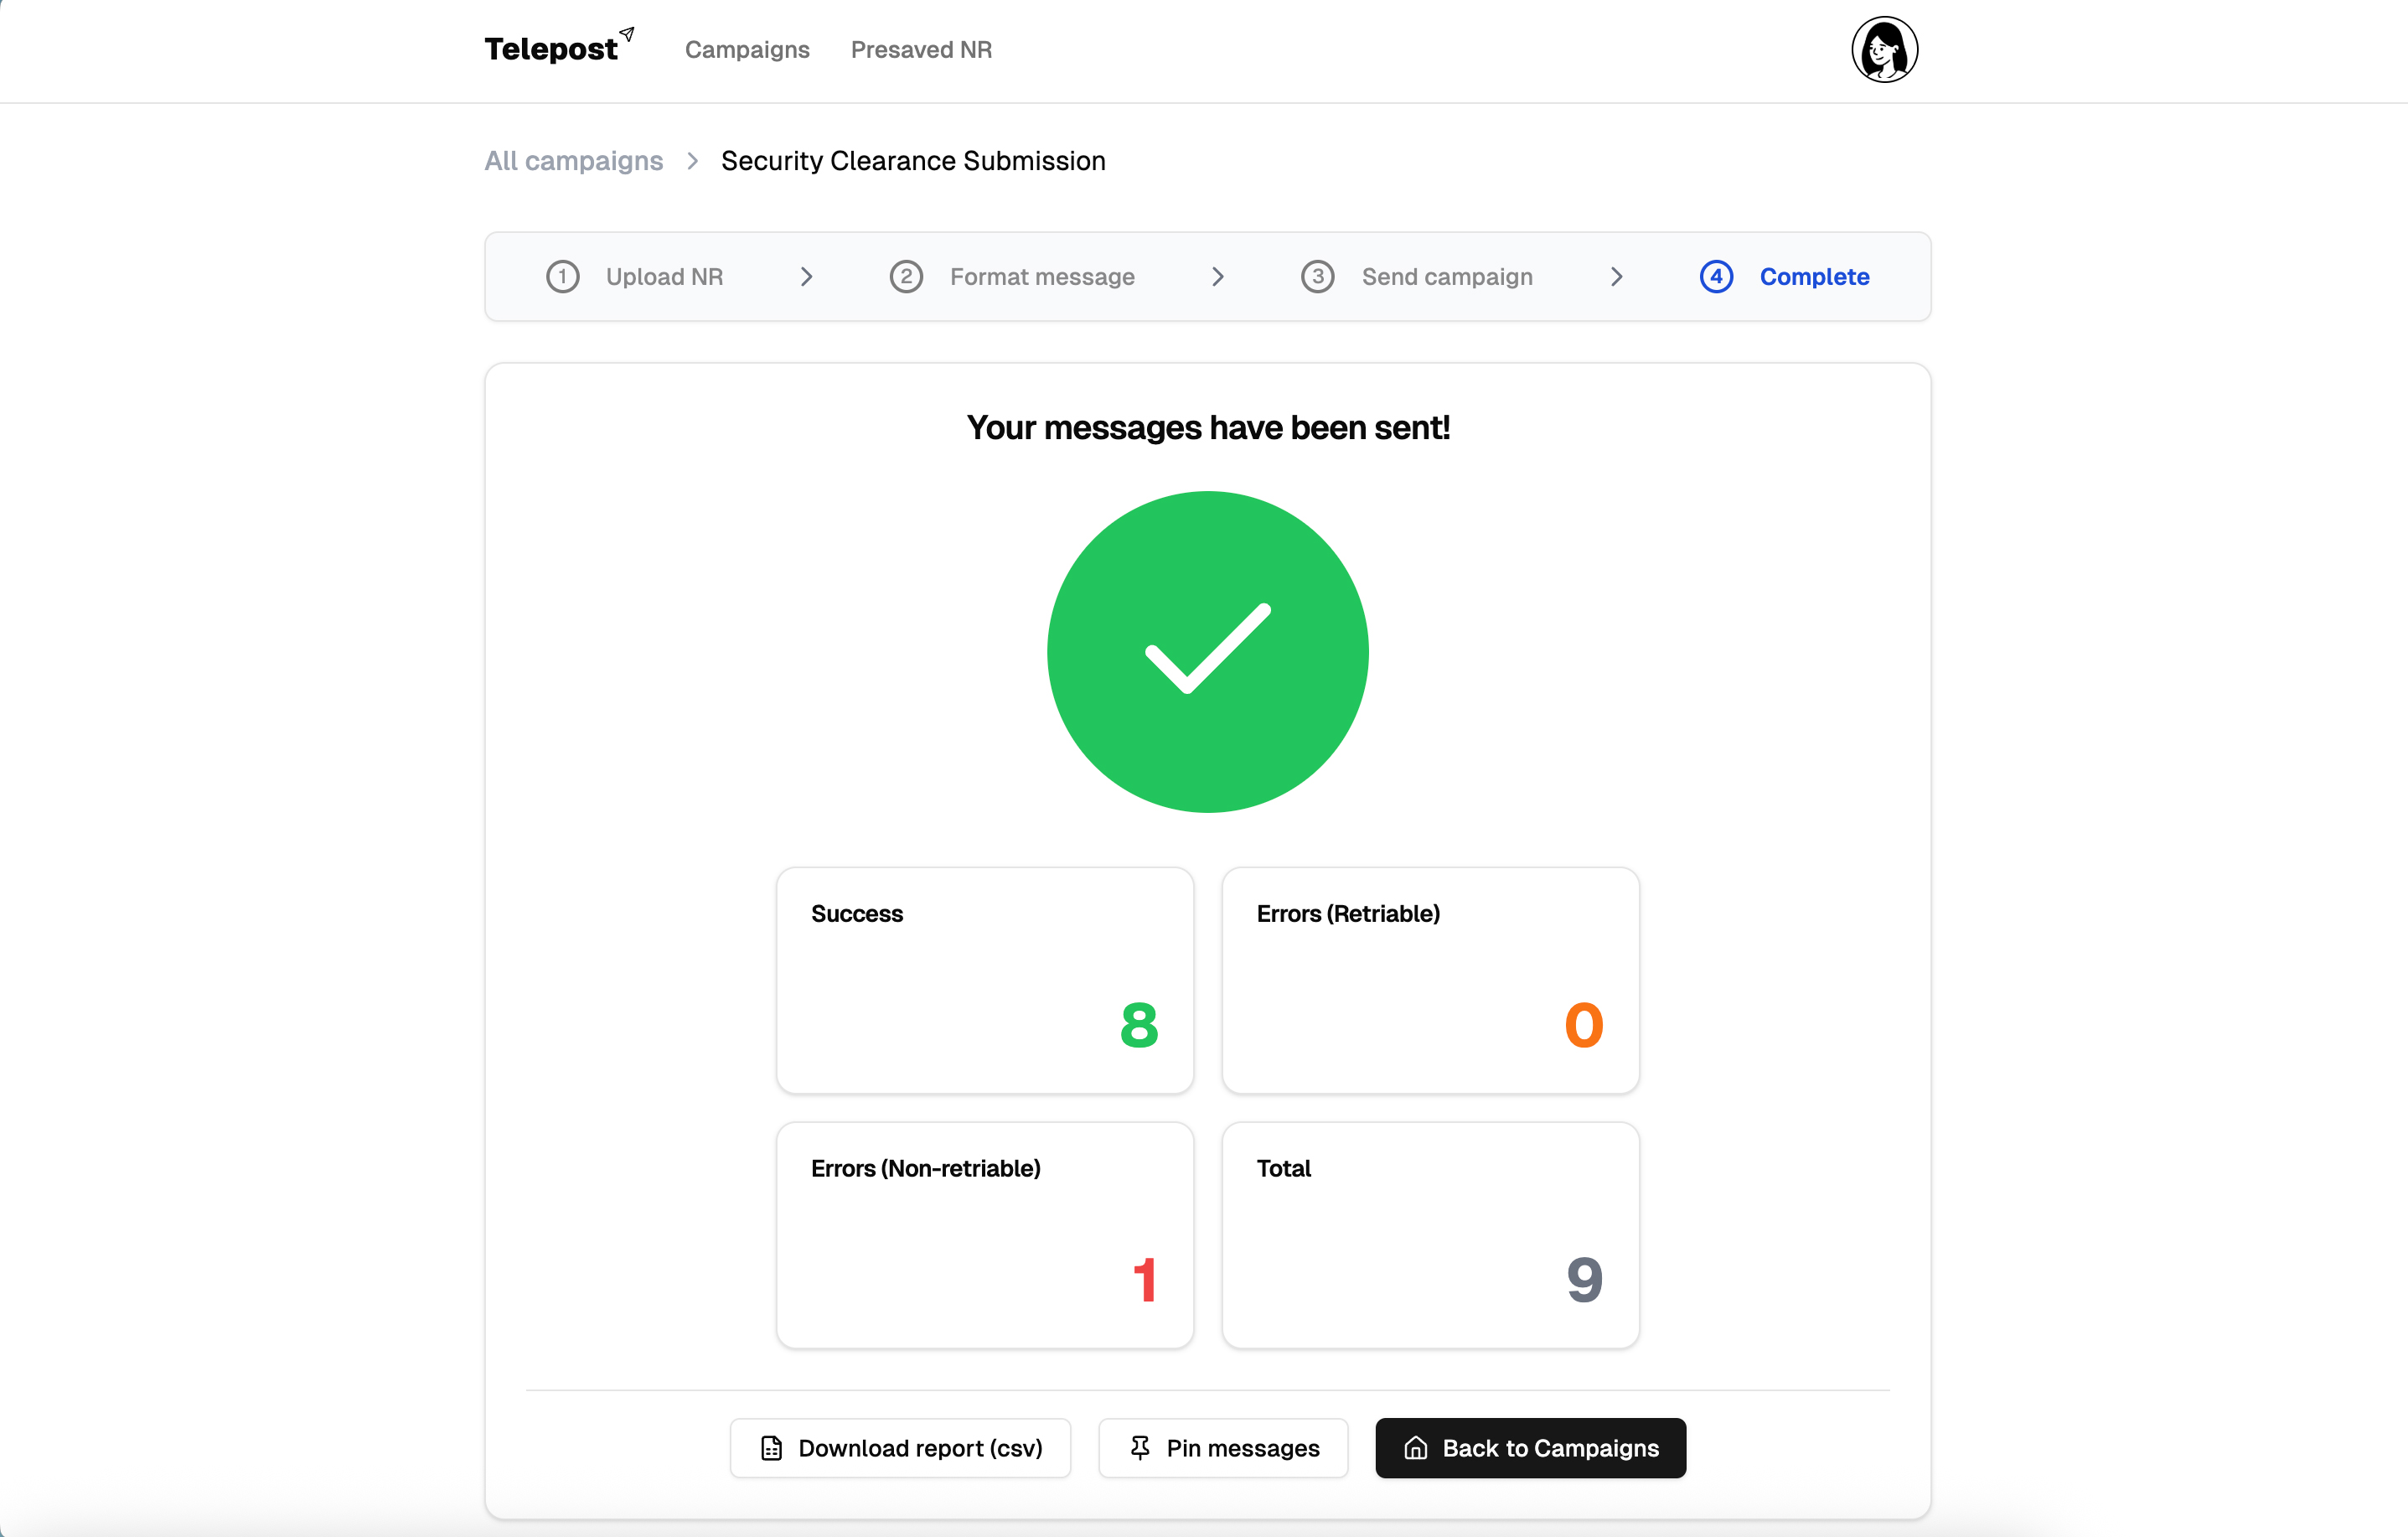 Telepost Campaigns Presaved NR
All campaigns > Security Clearance Submission
1 Upload NR > 2 Format message > 3 Send campaign > 4 Complete
Your messages have been sent!
Success
8
Errors (Retriable)
0
Errors (Non-retriable)
1
Total
9
Download report (csv) Pin messages Back to Campaigns